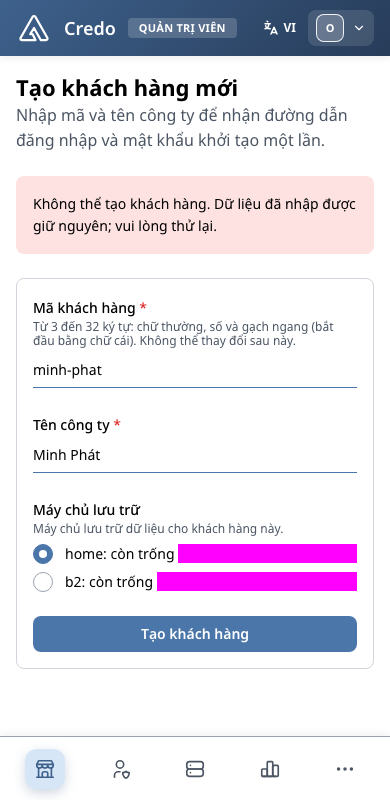 Credo
QUẢN TRỊ VIÊN
VI
O
Tạo khách hàng mới
Nhập mã và tên công ty để nhận đường dẫn
đăng nhập và mật khẩu khởi tạo một lần.
Không thể tạo khách hàng. Dữ liệu đã nhập được
giữ nguyên; vui lòng thử lại.
Mã khách hàng *
Từ 3 đến 32 ký tự: chữ thường, số và gạch ngang (bắt
đầu bằng chữ cái). Không thể thay đổi sau này.
minh-phat
Tên công ty *
Minh Phát
Máy chủ lưu trữ
Máy chủ lưu trữ dữ liệu cho khách hàng này.
home: còn trống
b2: còn trống
Tạo khách hàng